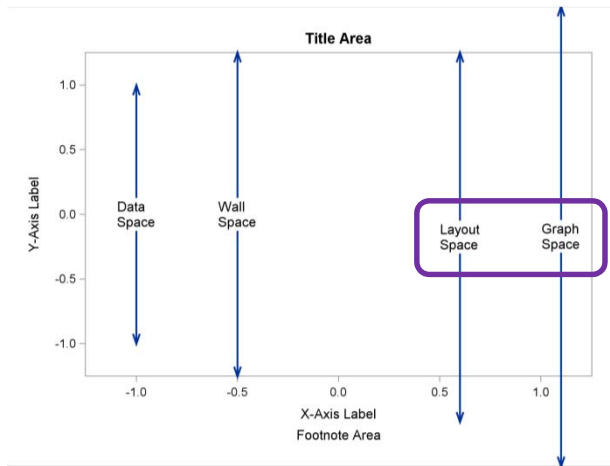 Title Area
1.0
0.5
0.0
-0.5
-1.0
Y-Axis Label
Data
Space
Wall
Space
Layout
Space
Graph
Space
-1.0
-0.5
0.0
0.5
1.0
X-Axis Label
Footnote Area